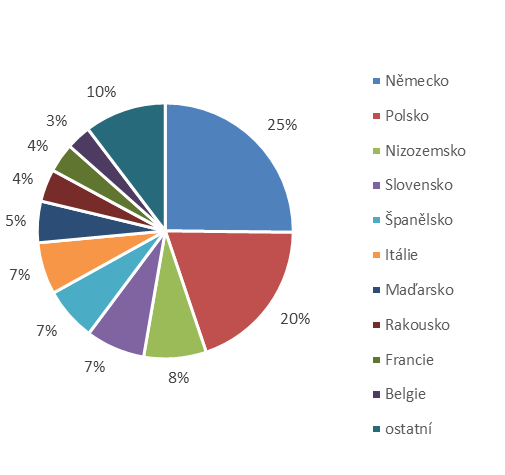 25%
20%
8%
7%
7%
7%
5%
4%
4%
3%
10%
Německo
Polsko
Nizozemsko
Slovensko
Španělsko
Itálie
Maďarsko
Rakousko
Francie
Belgie
ostatní